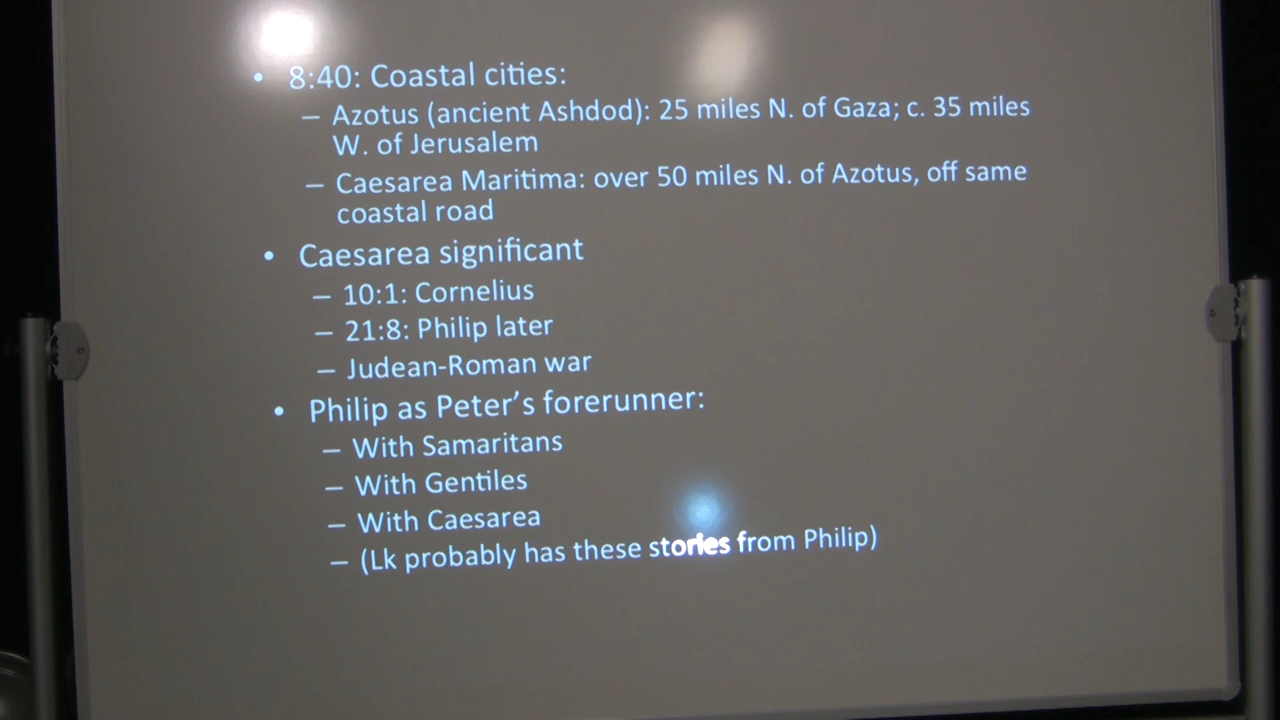 • 8:40: Coastal cities:
– Azotus (ancient Ashdod): 25 miles N. of Gaza; c. 35 miles
W. of Jerusalem
– Caesarea Maritima: over 50 miles N. of Azotus, off same
coastal road
• Caesarea significant
– 10:1: Cornelius
– 21:8: Philip later
– Judean-Roman war
• Philip as Peter’s forerunner:
– With Samaritans
– With Gentiles
– With Caesarea
– (Lk probably has these stories from Philip)